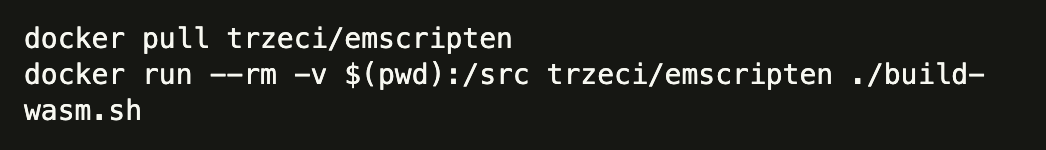 docker pull trzeci/emscripten
docker run --rm -v $(pwd):/src trzeci/emscripten ./build-
wasm.sh